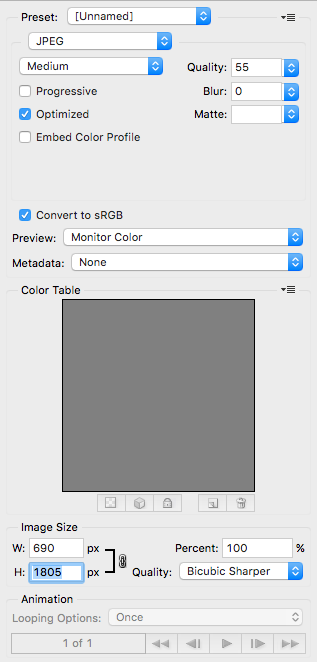 Preset: [Unnamed]
JPEG
Medium Quality: 55
Progressive Blur: 0
Optimized Matte:
Embed Color Profile
Convert to sRGB
Preview: Monitor Color
Metadata: None
Color Table
Image Size
W: 690 px Percent: 100 %
H: 1805 px Quality: Bicubic Sharper
Animation
Looping Options: Once
1 of 1